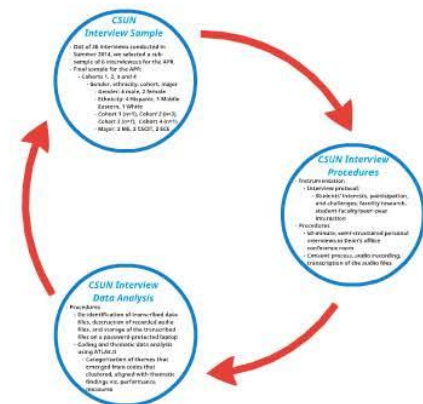 CSUN
Interview Sample
- Out of 26 interviews conducted in
Summer 2014, we selected a sub-
sample of 6 interviewees for the APR
- Final sample for the APR:
- Cohorts 1, 2, 3 and 4
- Gender, ethnicity, cohort, major
- Gender: 4 male, 2 female
- Ethnicity: 4 Hispanic, 1 Middle
Eastern, 1 White
- Cohort 1 (n=1), Cohort 2 (n=3),
Cohort 3 (n=1), Cohort 4 (n=1)
- Major: 2 ME, 2
CSUN Interview
Procedures
- Instrumentation
- Interview protocol:
- Students' interests, participation,
and challenges, faculty research,
student-faculty/peer-peer
interaction
- Procedures
- minute, semi-structured personal
interviews in Dean's office
conference room
- Consent process, audio recording,
transcription of the audio files
CSUN Interview
Data Analysis
Procedures:
- De-identification of transcribed data
files, destruction of recorded audio
files, and storage of the transcribed
files on a password-protected laptop
- Coding and thematic data analysis
using ATLAS.ti
- Categorization of themes that
emerged from codes that
clustered, aligned with thematic
findings performance
measures